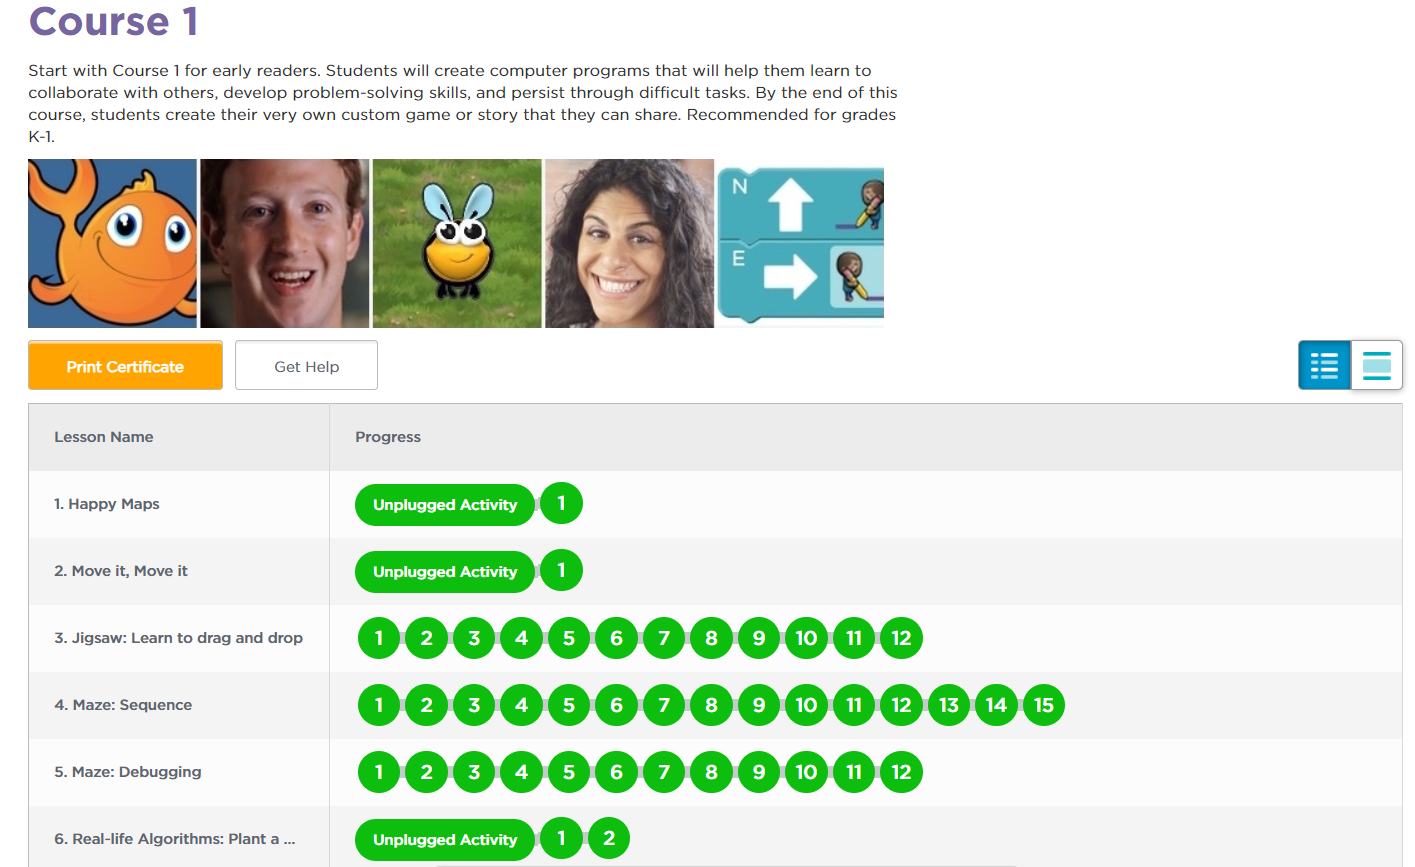 Course 1
Start with Course 1 for early readers. Students will create computer programs that will help them learn to
collaborate with others, develop problem-solving skills, and persist through difficult tasks. By the end of this
course, students create their very own custom game or story that they can share. Recommended for grades
K-1.
N
E
Print Certificate Get Help
Lesson Name Progress
1. Happy Maps Unplugged Activity 1
2. Move it, Move it Unplugged Activity 1
3. Jigsaw: Learn to drag and drop 1 2 3 4 5 6 7 8 9 10 11 12
4. Maze: Sequence 1 2 3 4 5 6 7 8 9 10 11 12 13 14 15
5. Maze: Debugging 1 2 3 4 5 6 7 8 9 10 11 12
6. Real-life Algorithms: Plant a ... Unplugged Activity 1 2